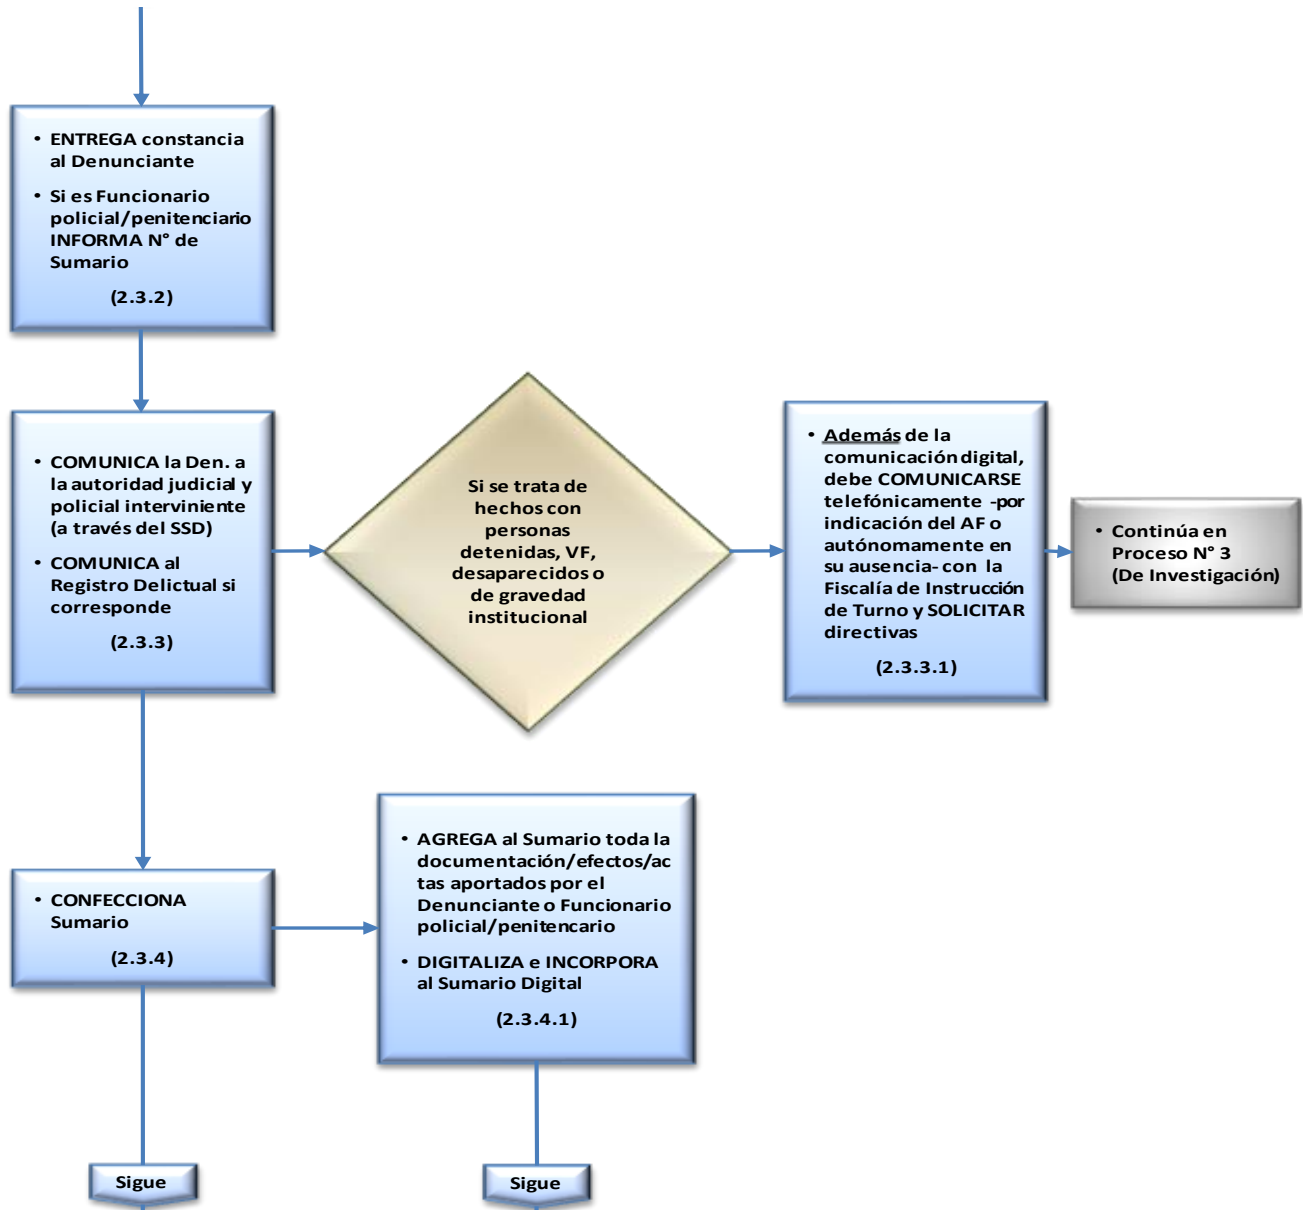 • ENTREGA constancia
al Denunciante
• Si es Funcionario
policial/penitenciario
INFORMA N° de
Sumario
(2.3.2)
• COMUNICA la Den. a
la autoridad judicial y
policial interviniente
(a través del SSD)
• COMUNICA al
Registro Delictual si
corresponde
(2.3.3)
Si se trata de
hechos con
personas
detenidas, VF,
desaparecidos o
de gravedad
institucional
• Además de la
comunicación digital,
debe COMUNICARSE
telefónicamente -por
indicación del AF o
autónomamente en
su ausencia- con la
Fiscalía de Instrucción
de Turno y SOLICITAR
directivas
(2.3.3.1)
• Continúa en
Proceso N° 3
(De Investigación)
• CONFECCIONA
Sumario
(2.3.4)
• AGREGA al Sumario toda la
documentación/efectos/ac
tas aportados por el
Denunciante o Funcionario
policial/penitencario
• DIGITALIZA e INCORPORA
al Sumario Digital
(2.3.4.1)
Sigue
Sigue